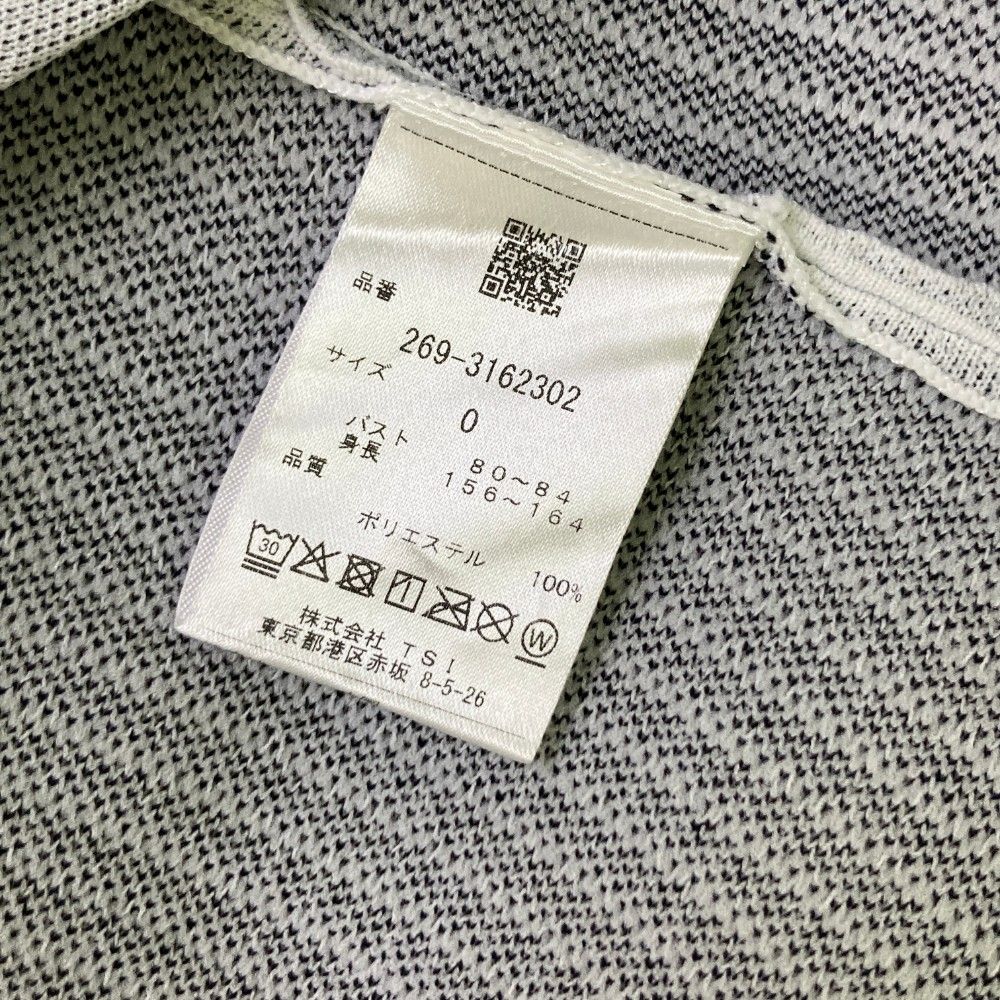 品番
269-3162302
サイズ
0
バスト 80～84
身長 156～164
品質
ポリエステル 100%
30
W
株式会社 TSI
東京都港区赤坂 8-5-26